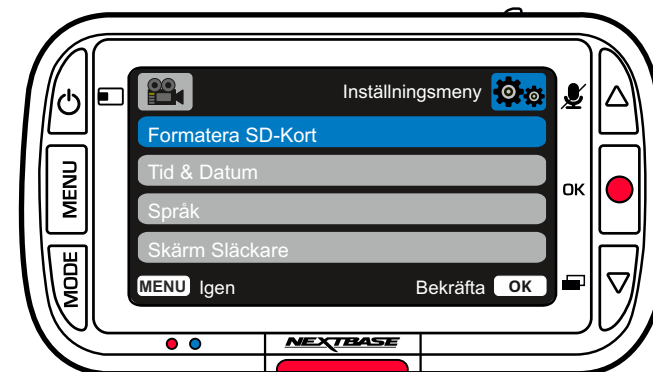 Inställningsmeny
Formatera SD-Kort
Tid & Datum
Språk
Skärm Släckare
MENU Igen
Bekräfta OK
MENU
MODE
OK
NEXTBASE